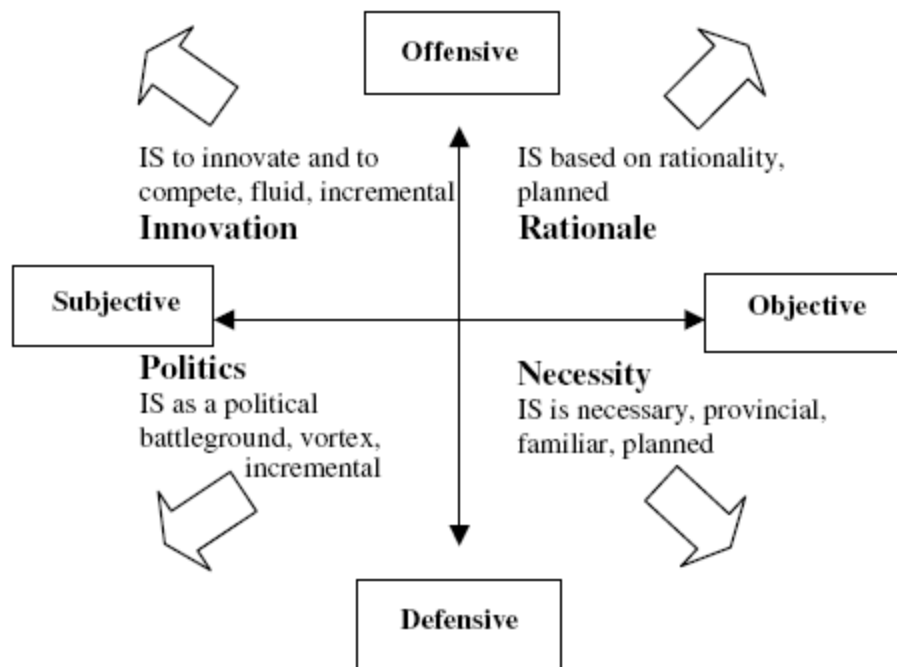 Offensive
IS to innovate and to
compete, fluid, incremental
Innovation
IS based on rationality,
planned
Rationale
Subjective
Objective
Politics
IS as a political
battleground, vortex,
incremental
Necessity
IS is necessary, provincial,
familiar, planned
Defensive